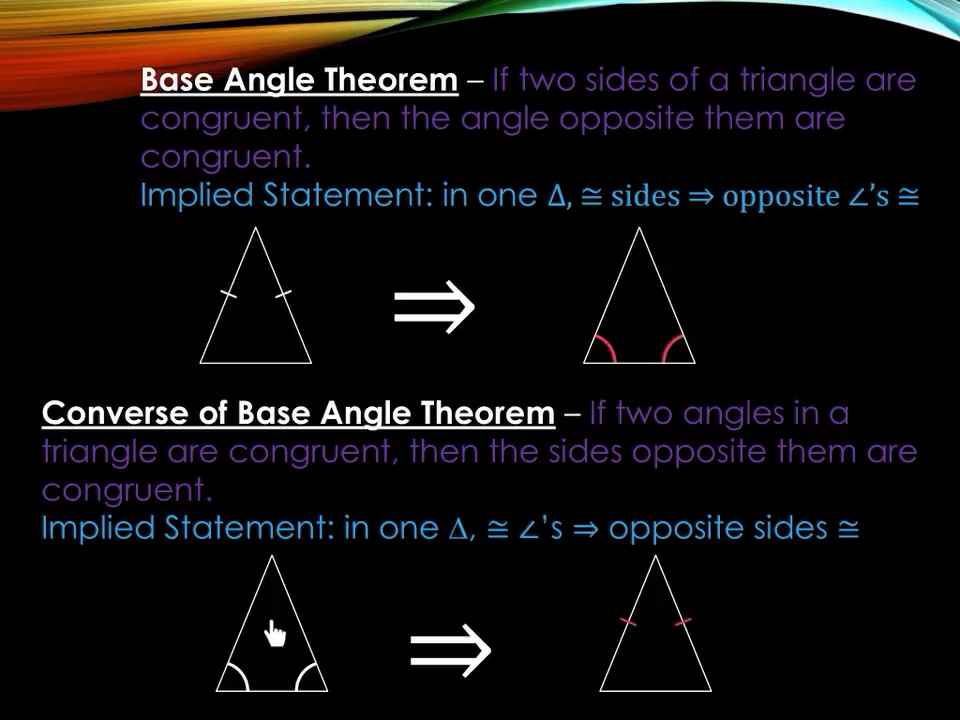 Base Angle Theorem – If two sides of a triangle are
congruent, then the angle opposite them are
congruent.
Implied Statement: in one Δ, ≅ sides ⇒ opposite ∠’s ≅
⇒
Converse of Base Angle Theorem – If two angles in a
triangle are congruent, then the sides opposite them are
congruent.
Implied Statement: in one Δ, ≅ ∠’s ⇒ opposite sides ≅
⇒